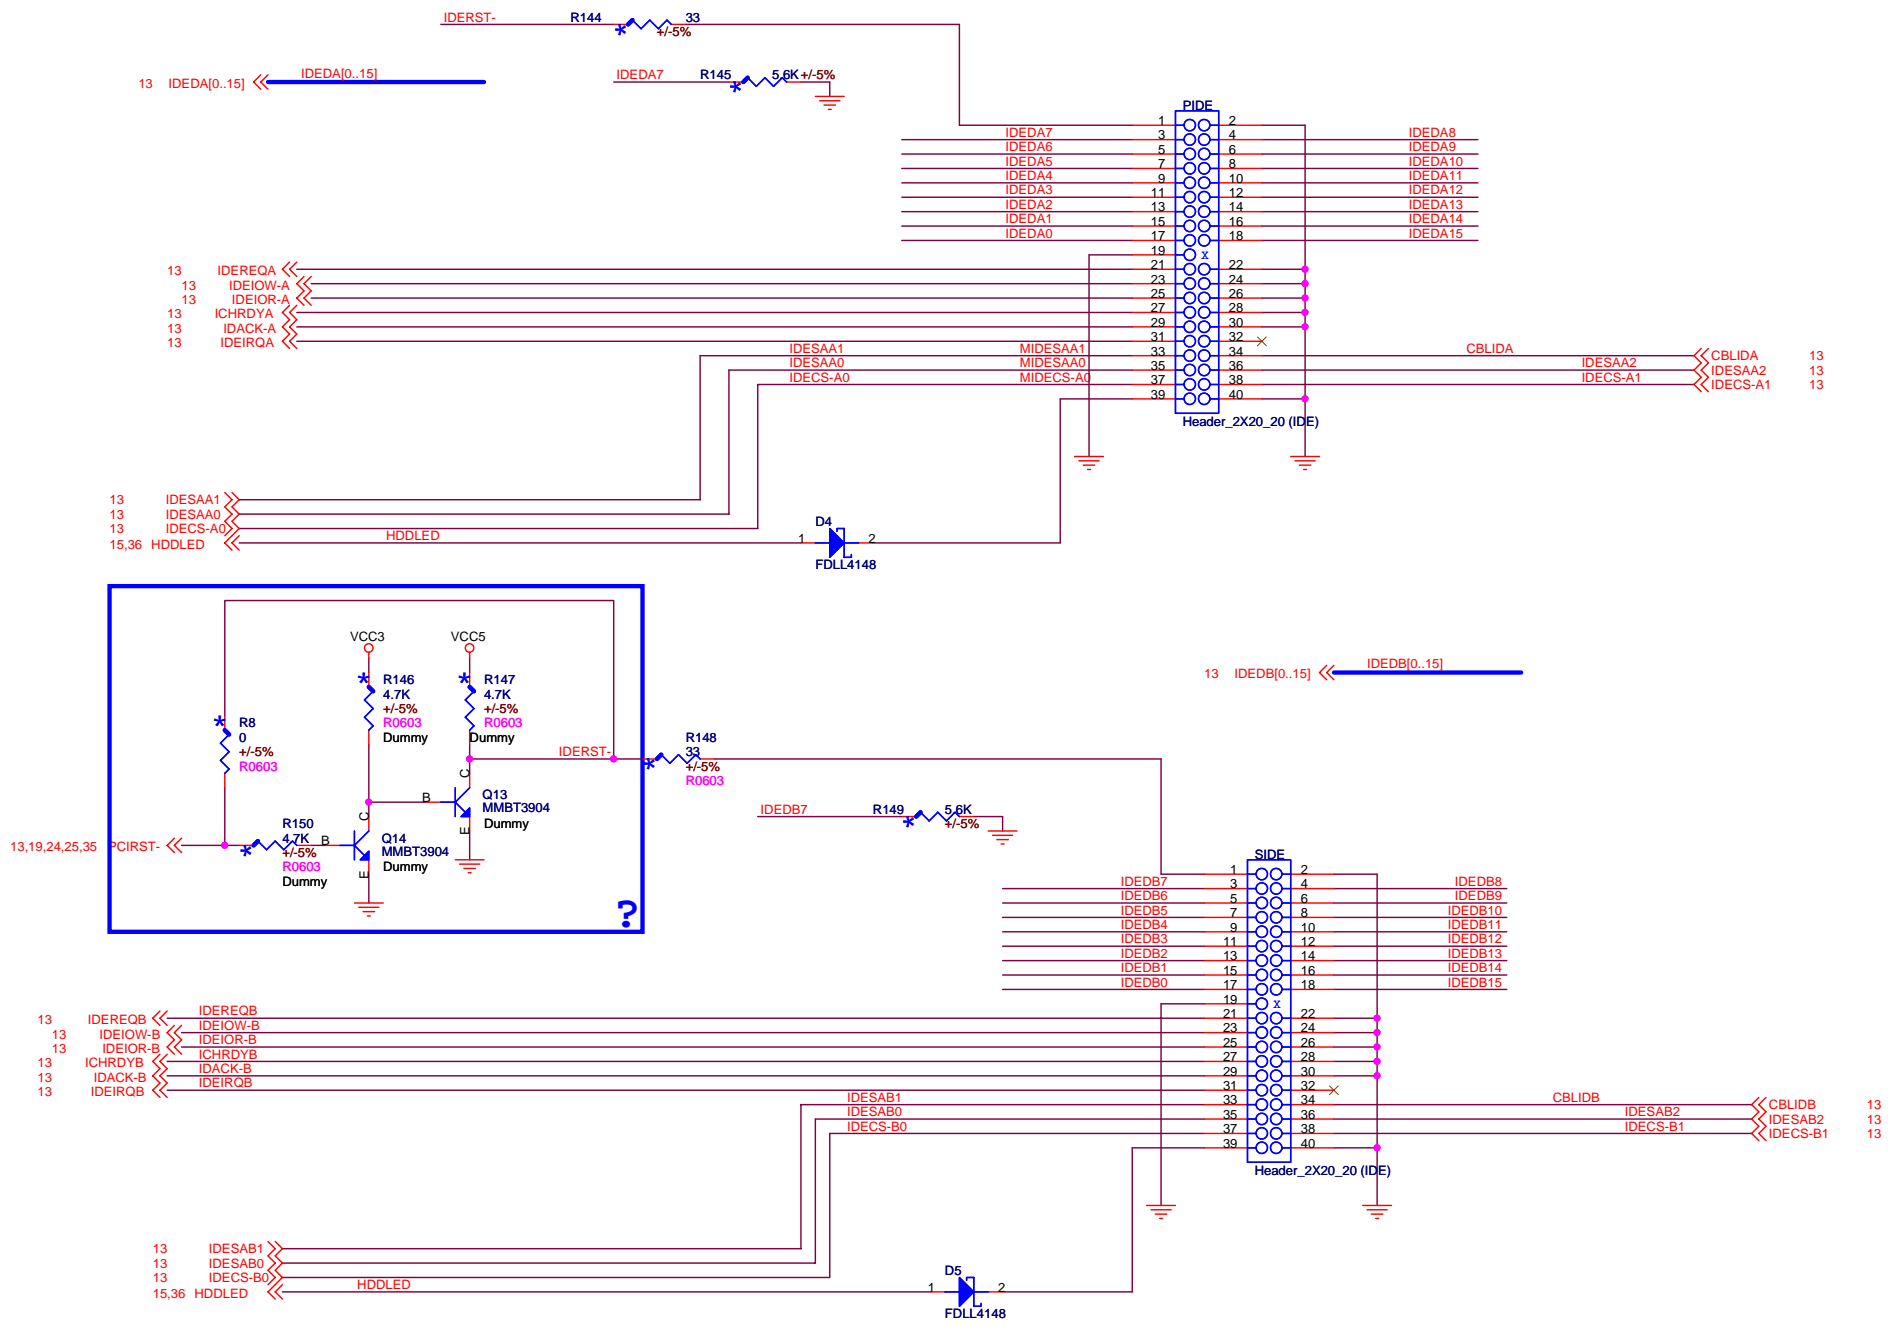 IDERST- R144 33
+/-5%
13 IDEDA[0..15] IDEDA[0..15]
IDEDA7 R145 5.6K +/-5%
PIDE
1 2
IDEDA7 3 4 IDEDA8
IDEDA6 5 6 IDEDA9
IDEDA5 7 8 IDEDA10
IDEDA4 9 10 IDEDA11
IDEDA3 11 12 IDEDA12
IDEDA2 13 14 IDEDA13
IDEDA1 15 16 IDEDA14
IDEDA0 17 18 IDEDA15
19 x
13 IDEREQA 21 22
13 IDEIOW-A 23 24
13 IDEIOR-A 25 26
13 ICHRDYA 27 28
13 IDACK-A 29 30
13 IDEIRQA 31 32
IDESAA1 MIDESAA1 33 34 CBLIDA CBLIDA 13
IDESAA0 MIDESAA0 35 36 IDESAA2 IDESAA2 13
IDECS-A0 MIDECS-A0 37 38 IDECS-A1 IDECS-A1 13
39 40
Header_2X20_20 (IDE)
13 IDESAA1
13 IDESAA0
13 IDECS-A0
15,36 HDDLED HDDLED
D4
1 2
FDLL4148
VCC3 VCC5
R146
4.7K
+/-5%
R0603
Dummy
R147
4.7K
+/-5%
R0603
Dummy
R8
0
+/-5%
R0603
IDERST-
R148
33
+/-5%
R0603
C
B
E
Q13
MMBT3904
Dummy
13,19,24,25,35 PCIRST-
R150
4.7K
+/-5%
R0603
Dummy
C
B
E
Q14
MMBT3904
Dummy
?
13 IDEDB[0..15] IDEDB[0..15]
IDEDB7 R149 5.6K
+/-5%
SIDE
1 2
IDEDB7 3 4 IDEDB8
IDEDB6 5 6 IDEDB9
IDEDB5 7 8 IDEDB10
IDEDB4 9 10 IDEDB11
IDEDB3 11 12 IDEDB12
IDEDB2 13 14 IDEDB13
IDEDB1 15 16 IDEDB14
IDEDB0 17 18 IDEDB15
19 x
13 IDEREQB IDEREQB 21 22
13 IDEIOW-B IDEIOW-B 23 24
13 IDEIOR-B IDEIOR-B 25 26
13 ICHRDYB ICHRDYB 27 28
13 IDACK-B IDACK-B 29 30
13 IDEIRQB IDEIRQB 31 32
IDESAB1 33 34 CBLIDB CBLIDB 13
IDESAB0 35 36 IDESAB2 IDESAB2 13
IDECS-B0 37 38 IDECS-B1 IDECS-B1 13
39 40
Header_2X20_20 (IDE)
13 IDESAB1
13 IDESAB0
13 IDECS-B0
15,36 HDDLED HDDLED
D5
1 2
FDLL4148